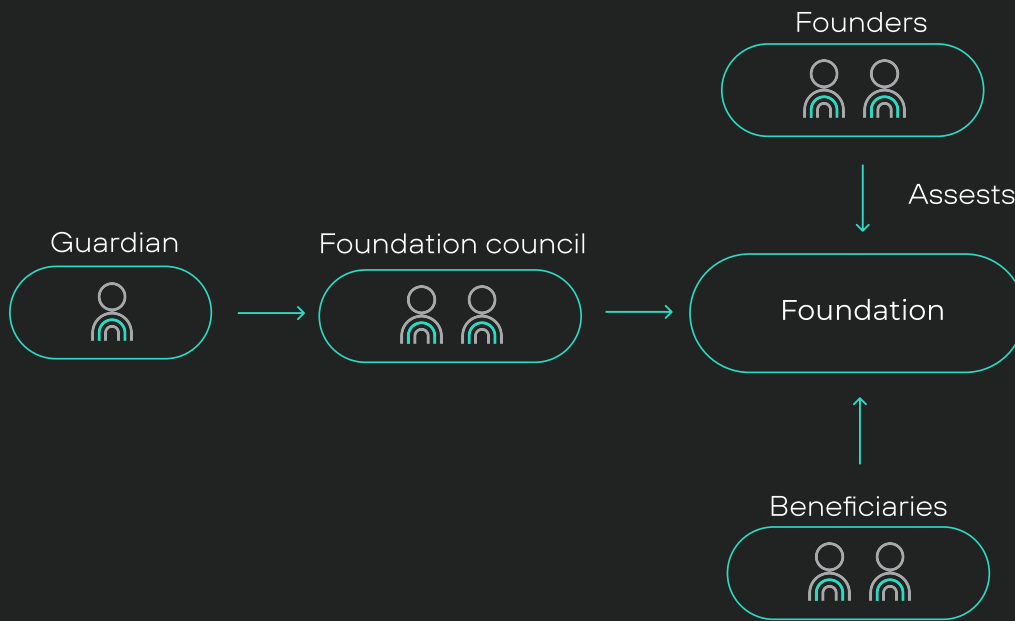 Founders
Assests
Guardian
Foundation council
Foundation
Beneficiaries